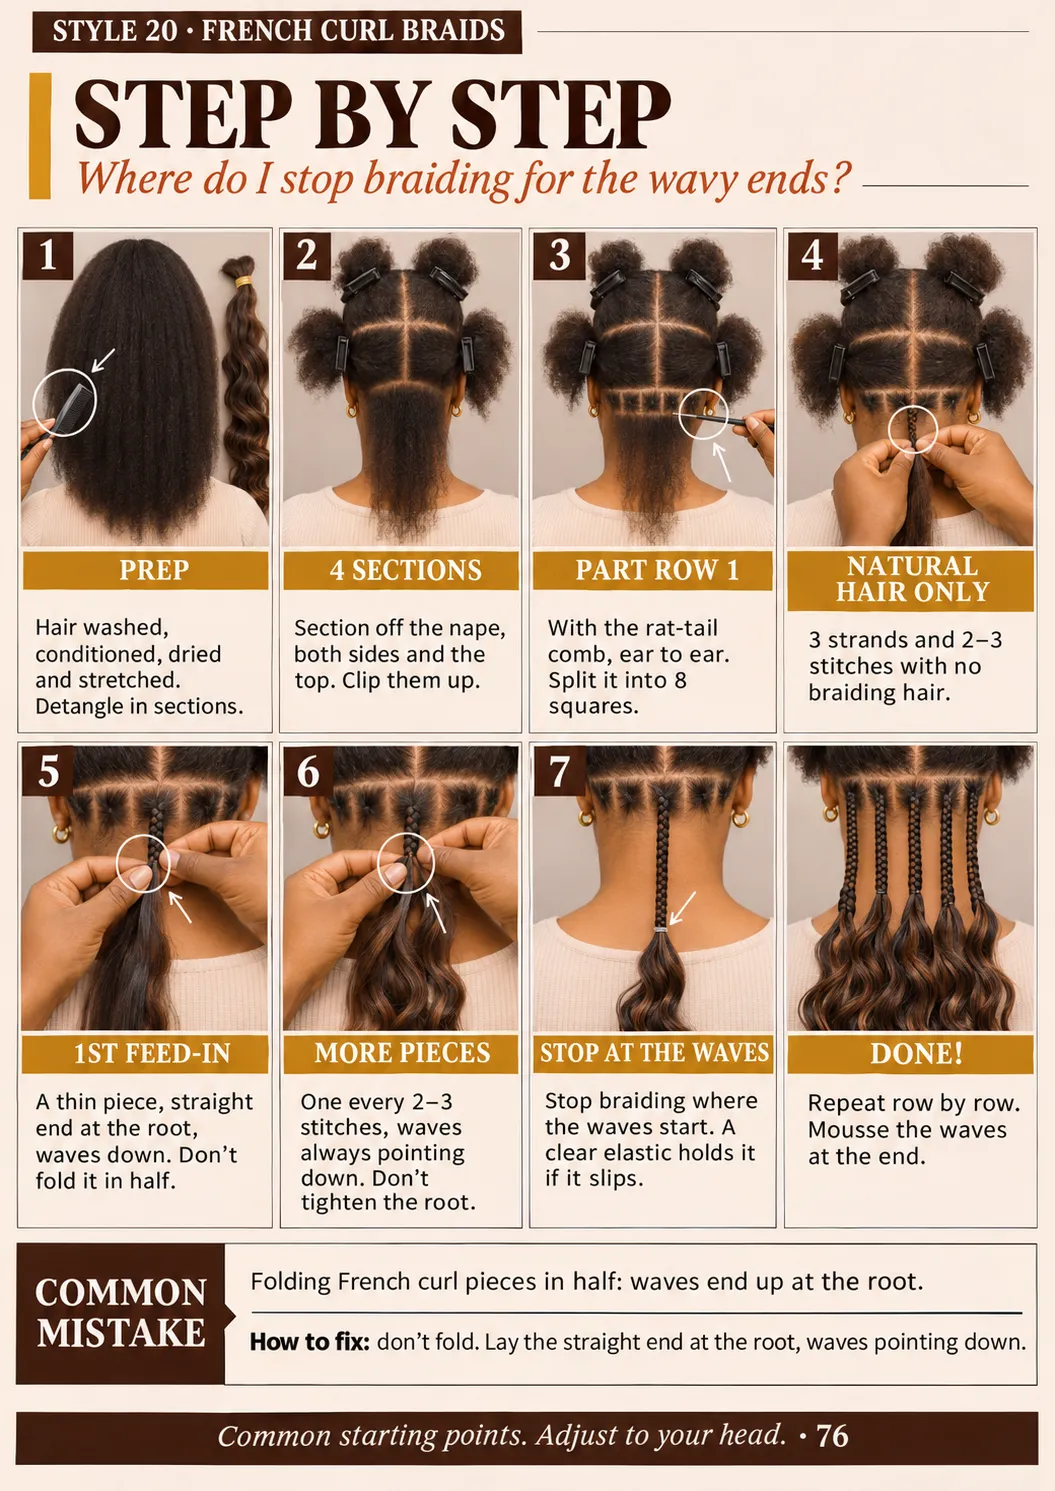 STYLE 20 · FRENCH CURL BRAIDS
STEP BY STEP
Where do I stop braiding for the wavy ends?
1
PREP
Hair washed,
conditioned, dried
and stretched.
Detangle in sections.
2
4 SECTIONS
Section off the nape,
both sides and the
top. Clip them up.
3
PART ROW 1
With the rat-tail
comb, ear to ear.
Split it into 8
squares.
4
NATURAL
HAIR ONLY
3 strands and 2–3
stitches with no
braiding hair.
5
1ST FEED-IN
A thin piece, straight
end at the root,
waves down. Don’t
fold it in half.
6
MORE PIECES
One every 2–3
stitches, waves
always pointing
down. Don’t
tighten the root.
7
STOP AT THE WAVES
Stop braiding where
the waves start. A
clear elastic holds it
if it slips.
DONE!
Repeat row by row.
Mousse the waves
at the end.
COMMON
MISTAKE
Folding French curl pieces in half: waves end up at the root.
How to fix: don’t fold. Lay the straight end at the root, waves pointing down.
Common starting points. Adjust to your head. · 76